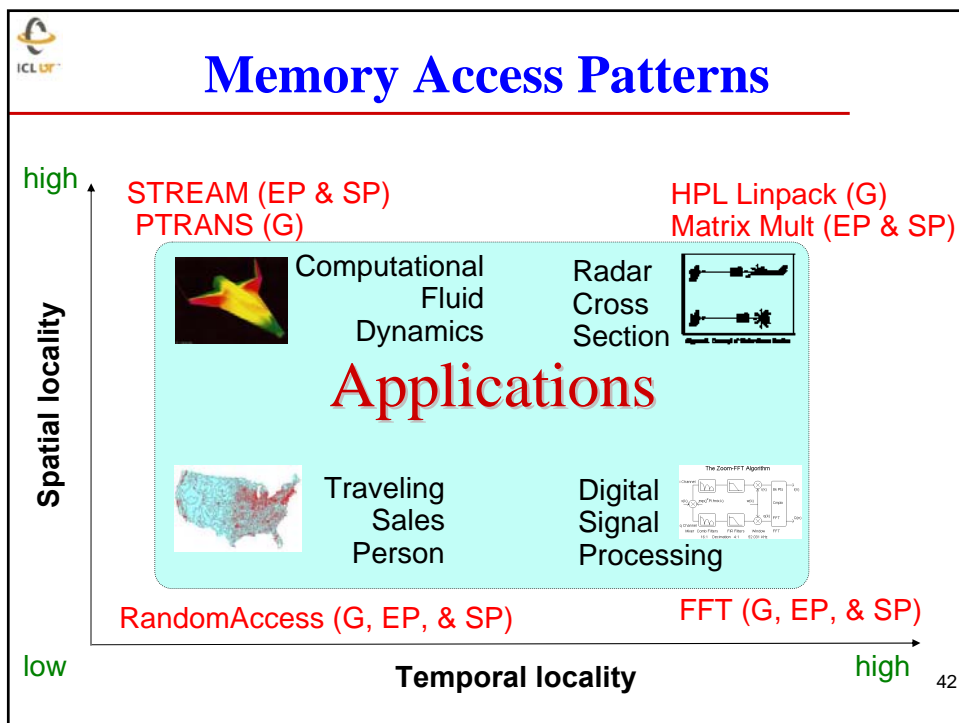 ICL UT
Memory Access Patterns
high
STREAM (EP & SP)
PTRANS (G)
HPL Linpack (G)
Matrix Mult (EP & SP)
Computational
Fluid
Dynamics
Radar
Cross
Section
Applications
Spatial locality
Traveling
Sales
Person
Digital
Signal
Processing
The Zoom-FFT Algorithm
RandomAccess (G, EP, & SP)
FFT (G, EP, & SP)
low
Temporal locality
high
42